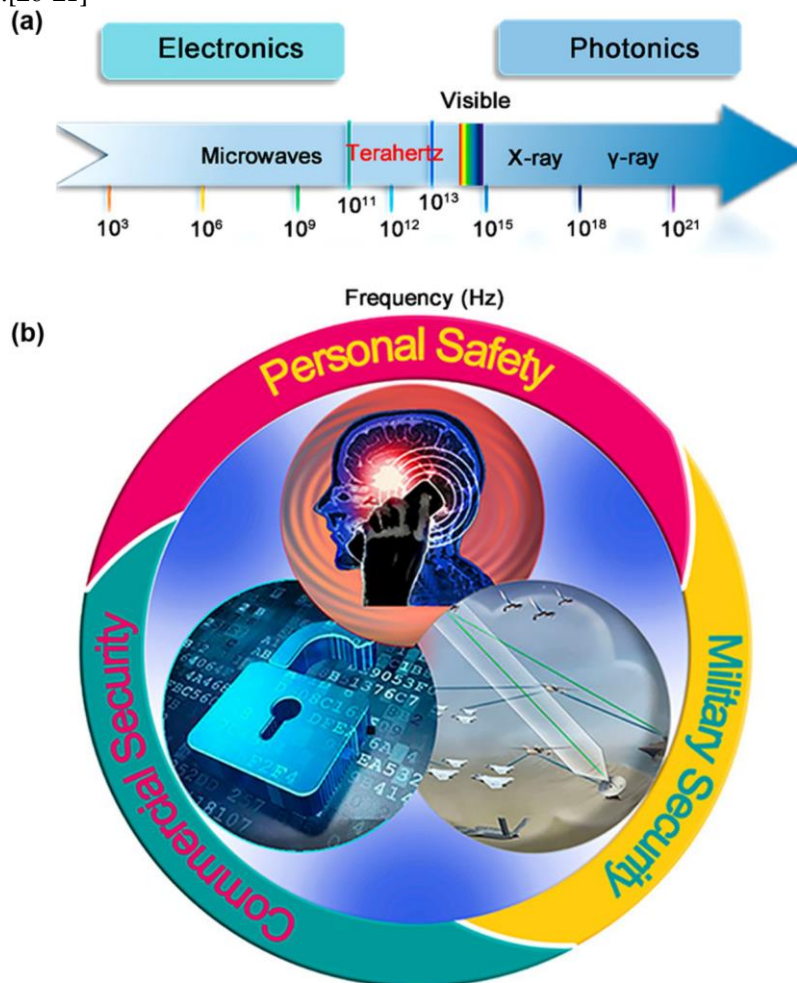 (a)
Electronics
Photonics
Visible
Microwaves
Terahertz
X-ray
γ-ray
10³
10⁶
10⁹
10¹¹
10¹²
10¹³
10¹⁵
10¹⁸
10²¹
Frequency (Hz)
(b)
Personal Safety
Commercial Security
Military Security